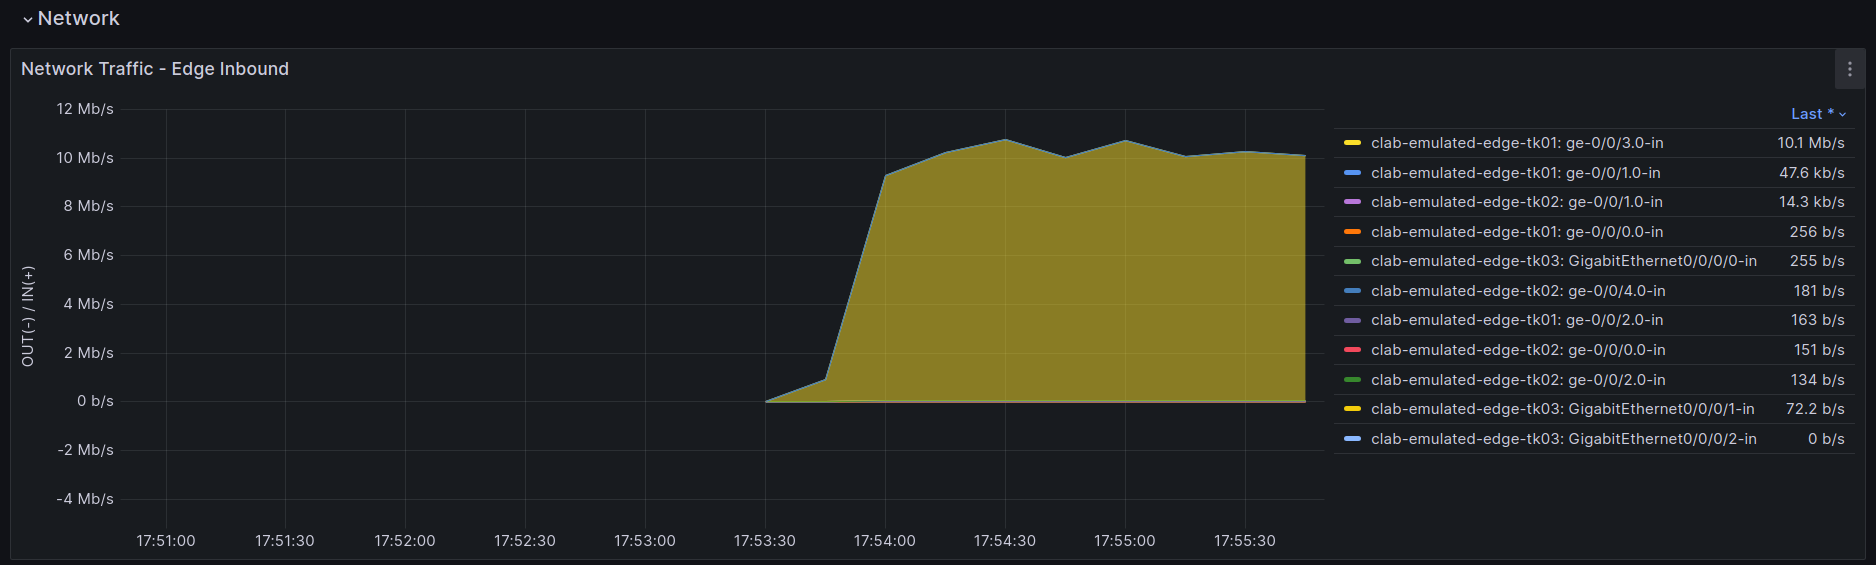 Network
Network Traffic - Edge Inbound
OUT(-) / IN(+)
12 Mb/s
10 Mb/s
8 Mb/s
6 Mb/s
4 Mb/s
2 Mb/s
0 b/s
-2 Mb/s
-4 Mb/s
17:51:00 17:51:30 17:52:00 17:52:30 17:53:00 17:53:30 17:54:00 17:54:30 17:55:00 17:55:30
Last *
clab-emulated-edge-tk01: ge-0/0/3.0-in 10.1 Mb/s
clab-emulated-edge-tk01: ge-0/0/1.0-in 47.6 kb/s
clab-emulated-edge-tk02: ge-0/0/1.0-in 14.3 kb/s
clab-emulated-edge-tk01: ge-0/0/0.0-in 256 b/s
clab-emulated-edge-tk03: GigabitEthernet0/0/0/0-in 255 b/s
clab-emulated-edge-tk02: ge-0/0/4.0-in 181 b/s
clab-emulated-edge-tk01: ge-0/0/2.0-in 163 b/s
clab-emulated-edge-tk02: ge-0/0/0.0-in 151 b/s
clab-emulated-edge-tk02: ge-0/0/2.0-in 134 b/s
clab-emulated-edge-tk03: GigabitEthernet0/0/0/1-in 72.2 b/s
clab-emulated-edge-tk03: GigabitEthernet0/0/0/2-in 0 b/s